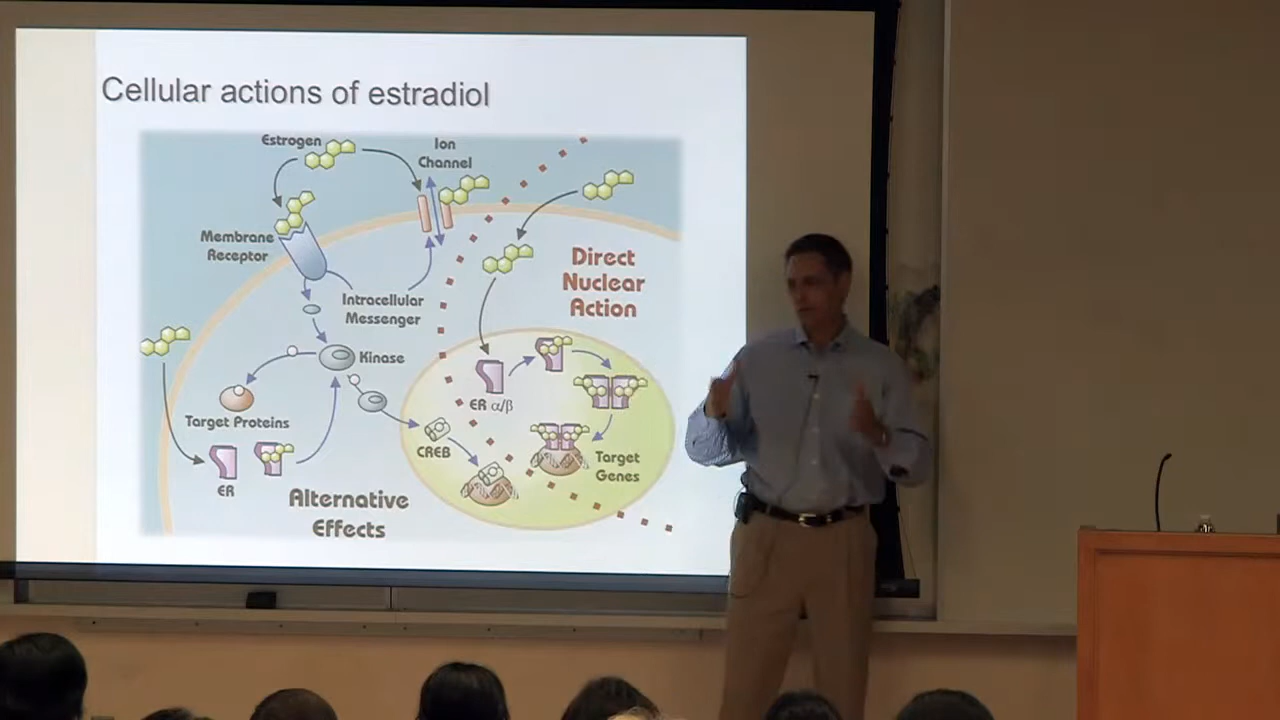 Cellular actions of estradiol
Estrogen
Ion
Channel
Membrane
Receptor
Direct
Nuclear
Action
Intracellular
Messenger
Kinase
ER α/β
Target Proteins
CREB
Target
Genes
ER
Alternative
Effects